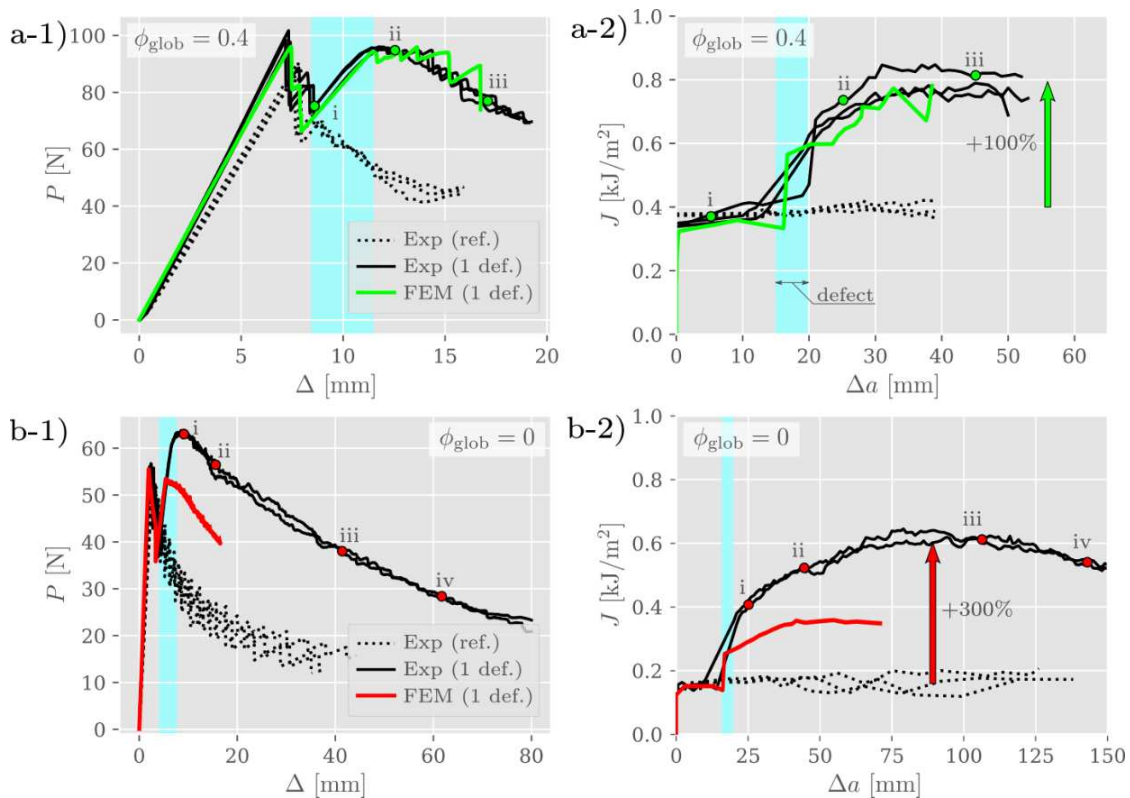 a-1)
ϕglob = 0.4
100
80
60
40
20
0
P [N]
i
ii
iii
Exp (ref.)
Exp (1 def.)
FEM (1 def.)
0
5
10
15
20
Δ [mm]
a-2)
ϕglob = 0.4
1.0
0.8
0.6
0.4
0.2
0.0
J [kJ/m²]
i
ii
iii
+100%
defect
0
10
20
30
40
50
60
Δa [mm]
b-1)
ϕglob = 0
60
50
40
30
20
10
0
P [N]
i
ii
iii
iv
Exp (ref.)
Exp (1 def.)
FEM (1 def.)
0
20
40
60
80
Δ [mm]
b-2)
ϕglob = 0
1.0
0.8
0.6
0.4
0.2
0.0
J [kJ/m²]
i
ii
iii
iv
+300%
0
25
50
75
100
125
150
Δa [mm]